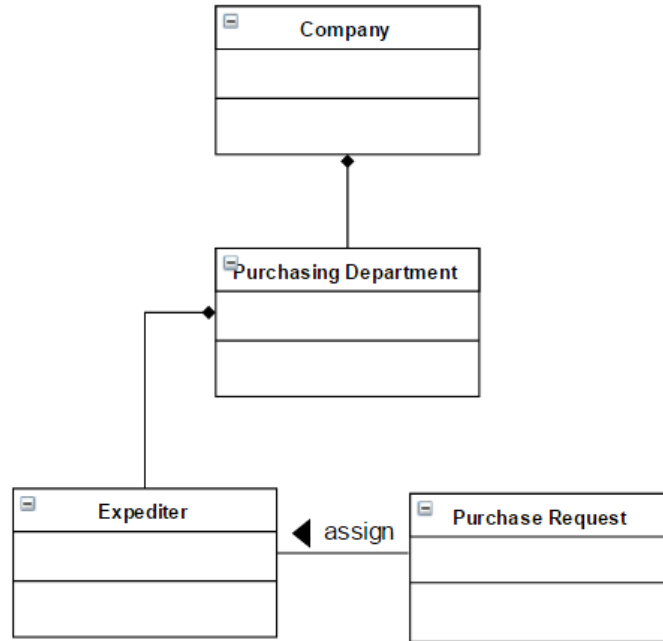 Company
Purchasing Department
Expediter
assign
Purchase Request